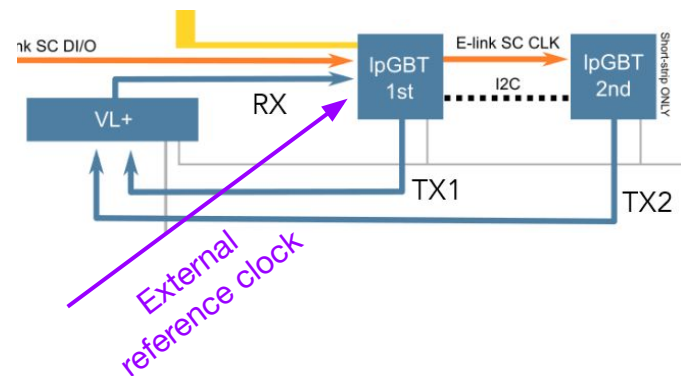 nk SC DI/O
lpGBT
1st
E-link SC CLK
I2C
lpGBT
2nd
Short-strip ONLY
VL+
RX
TX1
TX2
External
reference clock